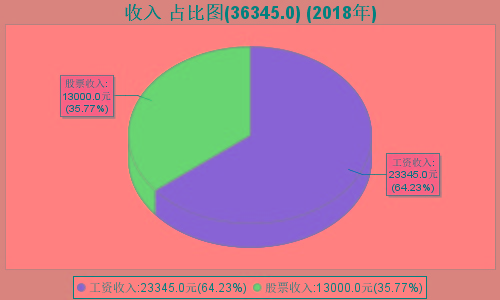 收入 占比图(36345.0) (2018年)
股票收入:
13000.0元
(35.77%)
工资收入:
23345.0元
(64.23%)
工资收入:23345.0元(64.23%) 股票收入:13000.0元(35.77%)